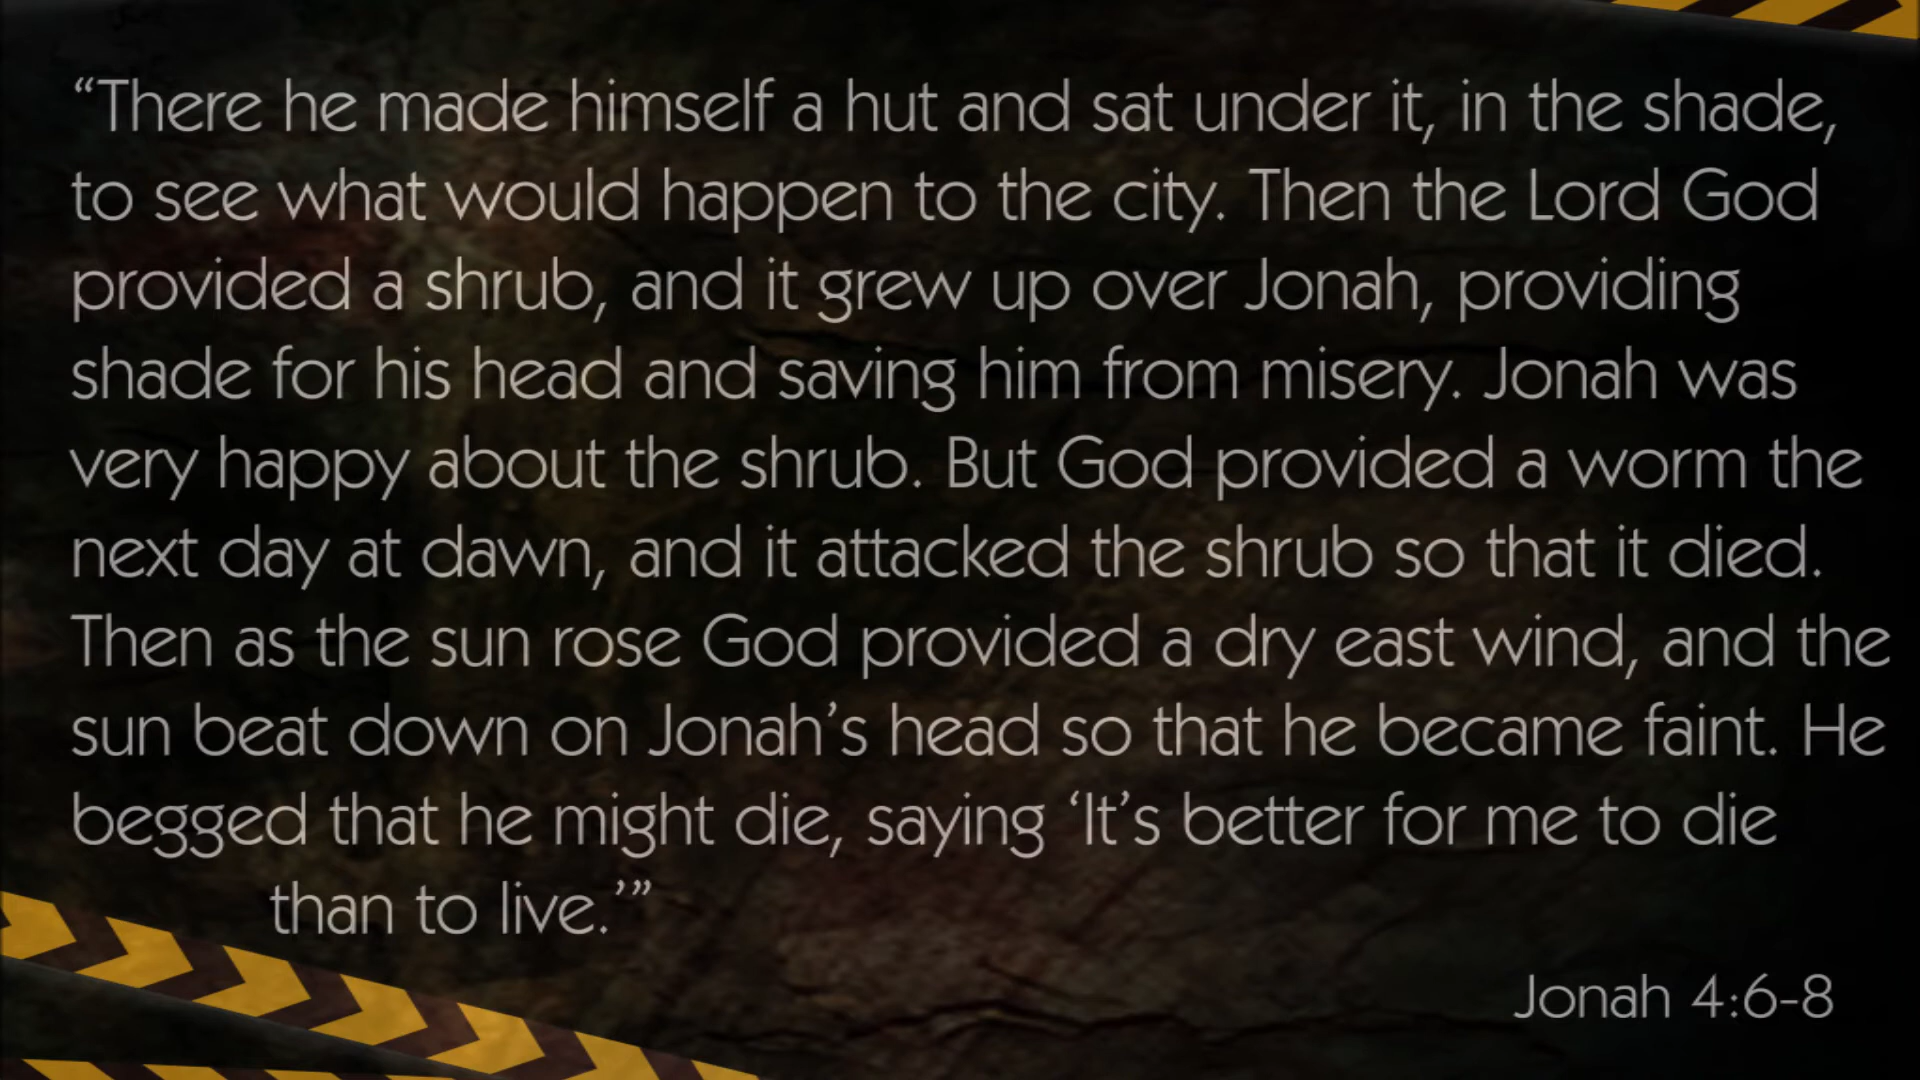 “There he made himself a hut and sat under it, in the shade,
to see what would happen to the city. Then the Lord God
provided a shrub, and it grew up over Jonah, providing
shade for his head and saving him from misery. Jonah was
very happy about the shrub. But God provided a worm the
next day at dawn, and it attacked the shrub so that it died.
Then as the sun rose God provided a dry east wind, and the
sun beat down on Jonah’s head so that he became faint. He
begged that he might die, saying ‘It’s better for me to die
than to live.’”
Jonah 4:6-8